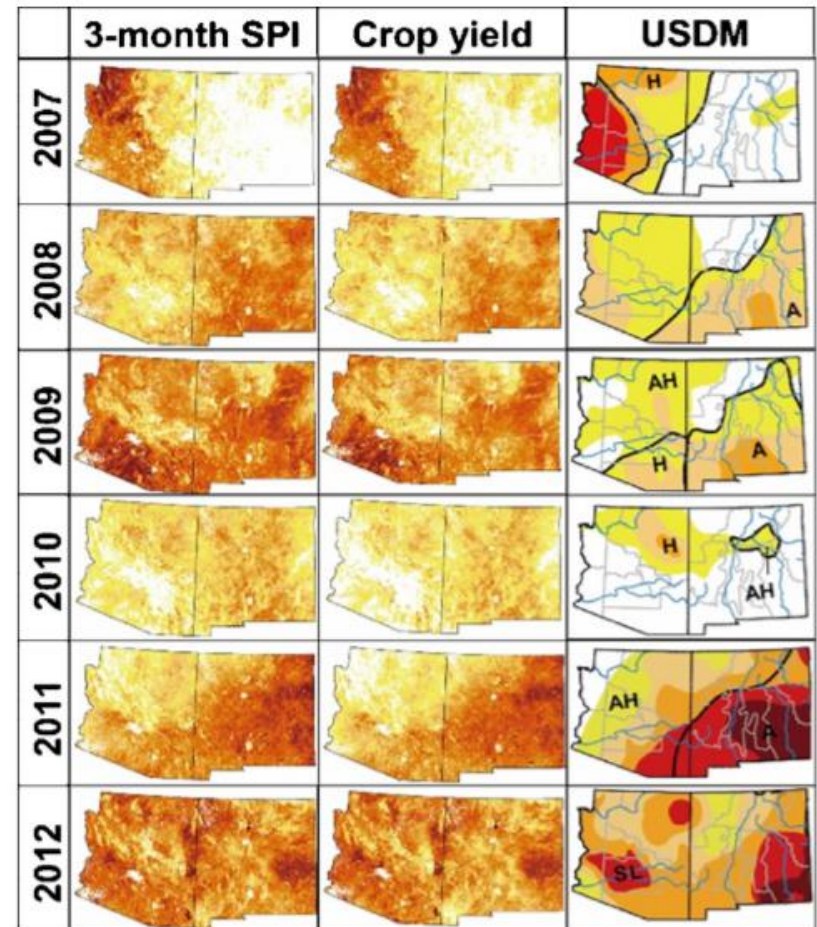 3-month SPI Crop yield USDM
2007 H
2008 A
2009 AH H A
2010 H AH
2011 AH A
2012 SL